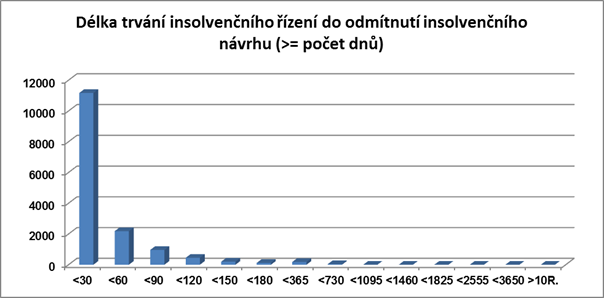 Délka trvání insolvenčního řízení do odmítnutí insolvenčního
návrhu (>= počet dnů)
12000
10000
8000
6000
4000
2000
0
<30 <60 <90 <120 <150 <180 <365 <730 <1095 <1460 <1825 <2555 <3650 >10R.